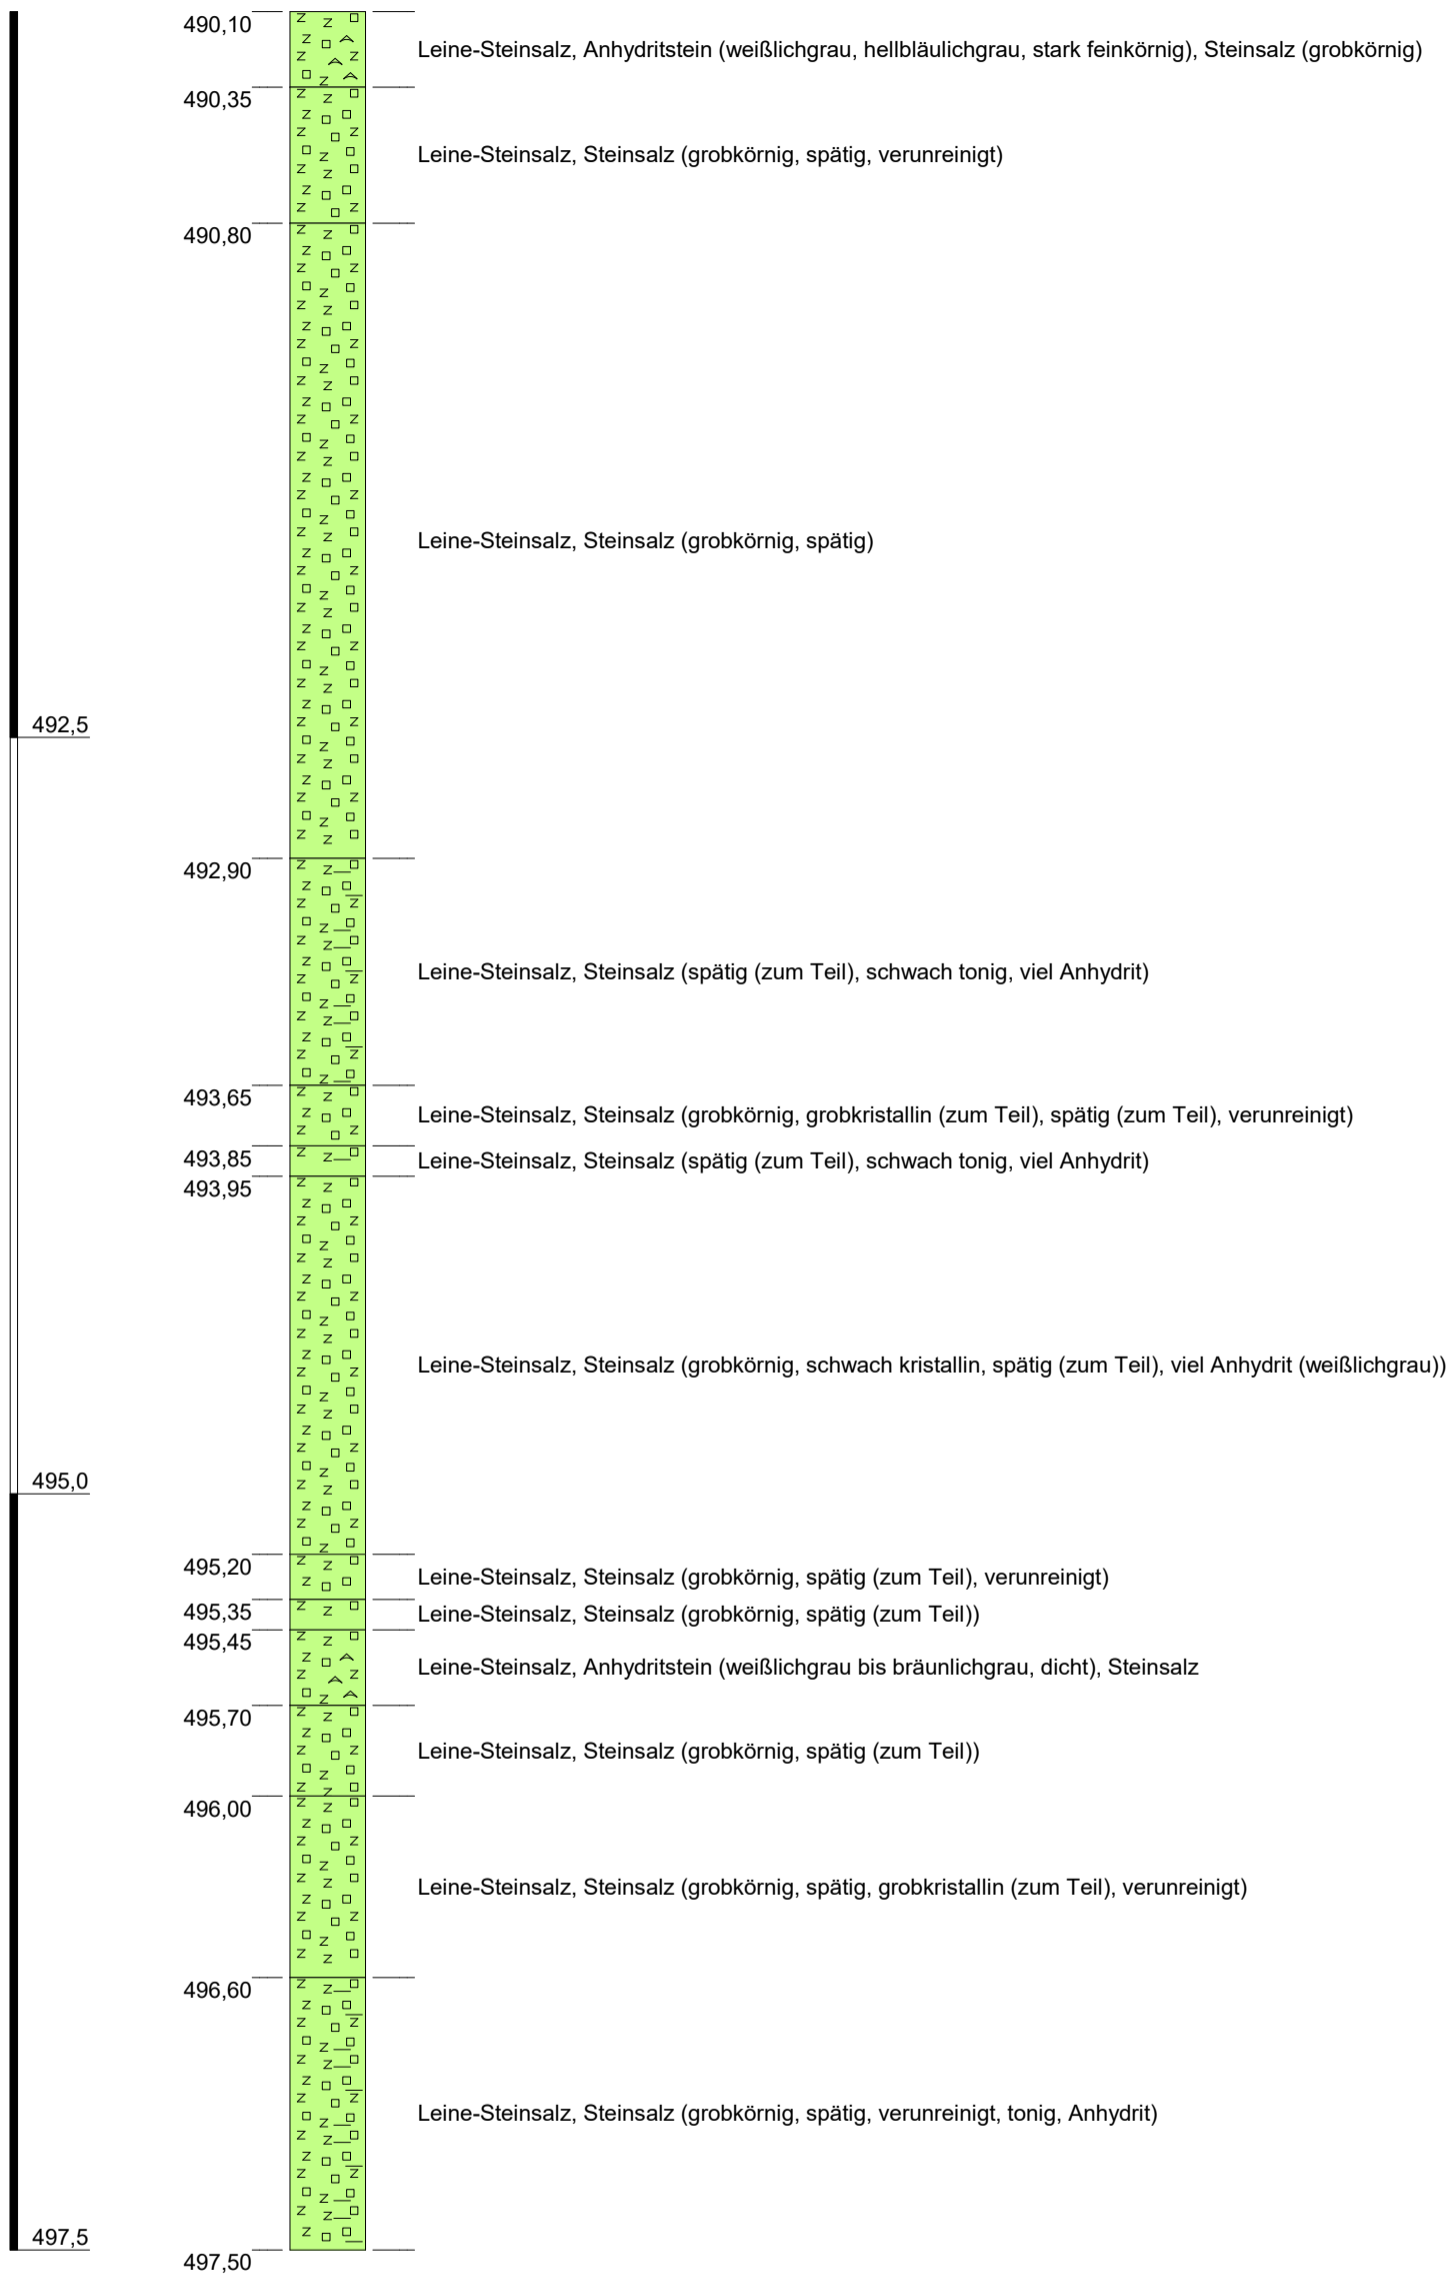 490,10
Leine-Steinsalz, Anhydritstein (weißlichgrau, hellbläulichgrau, stark feinkörnig), Steinsalz (grobkörnig)
490,35
Leine-Steinsalz, Steinsalz (grobkörnig, spätig, verunreinigt)
490,80
Leine-Steinsalz, Steinsalz (grobkörnig, spätig)
492,5
492,90
Leine-Steinsalz, Steinsalz (spätig (zum Teil), schwach tonig, viel Anhydrit)
493,65
Leine-Steinsalz, Steinsalz (grobkörnig, grobkristallin (zum Teil), spätig (zum Teil), verunreinigt)
493,85
Leine-Steinsalz, Steinsalz (spätig (zum Teil), schwach tonig, viel Anhydrit)
493,95
Leine-Steinsalz, Steinsalz (grobkörnig, schwach kristallin, spätig (zum Teil), viel Anhydrit (weißlichgrau))
495,0
495,20
Leine-Steinsalz, Steinsalz (grobkörnig, spätig (zum Teil), verunreinigt)
495,35
Leine-Steinsalz, Steinsalz (grobkörnig, spätig (zum Teil))
495,45
Leine-Steinsalz, Anhydritstein (weißlichgrau bis bräunlichgrau, dicht), Steinsalz
495,70
Leine-Steinsalz, Steinsalz (grobkörnig, spätig (zum Teil))
496,00
Leine-Steinsalz, Steinsalz (grobkörnig, spätig, grobkristallin (zum Teil), verunreinigt)
496,60
Leine-Steinsalz, Steinsalz (grobkörnig, spätig, verunreinigt, tonig, Anhydrit)
497,5
497,50